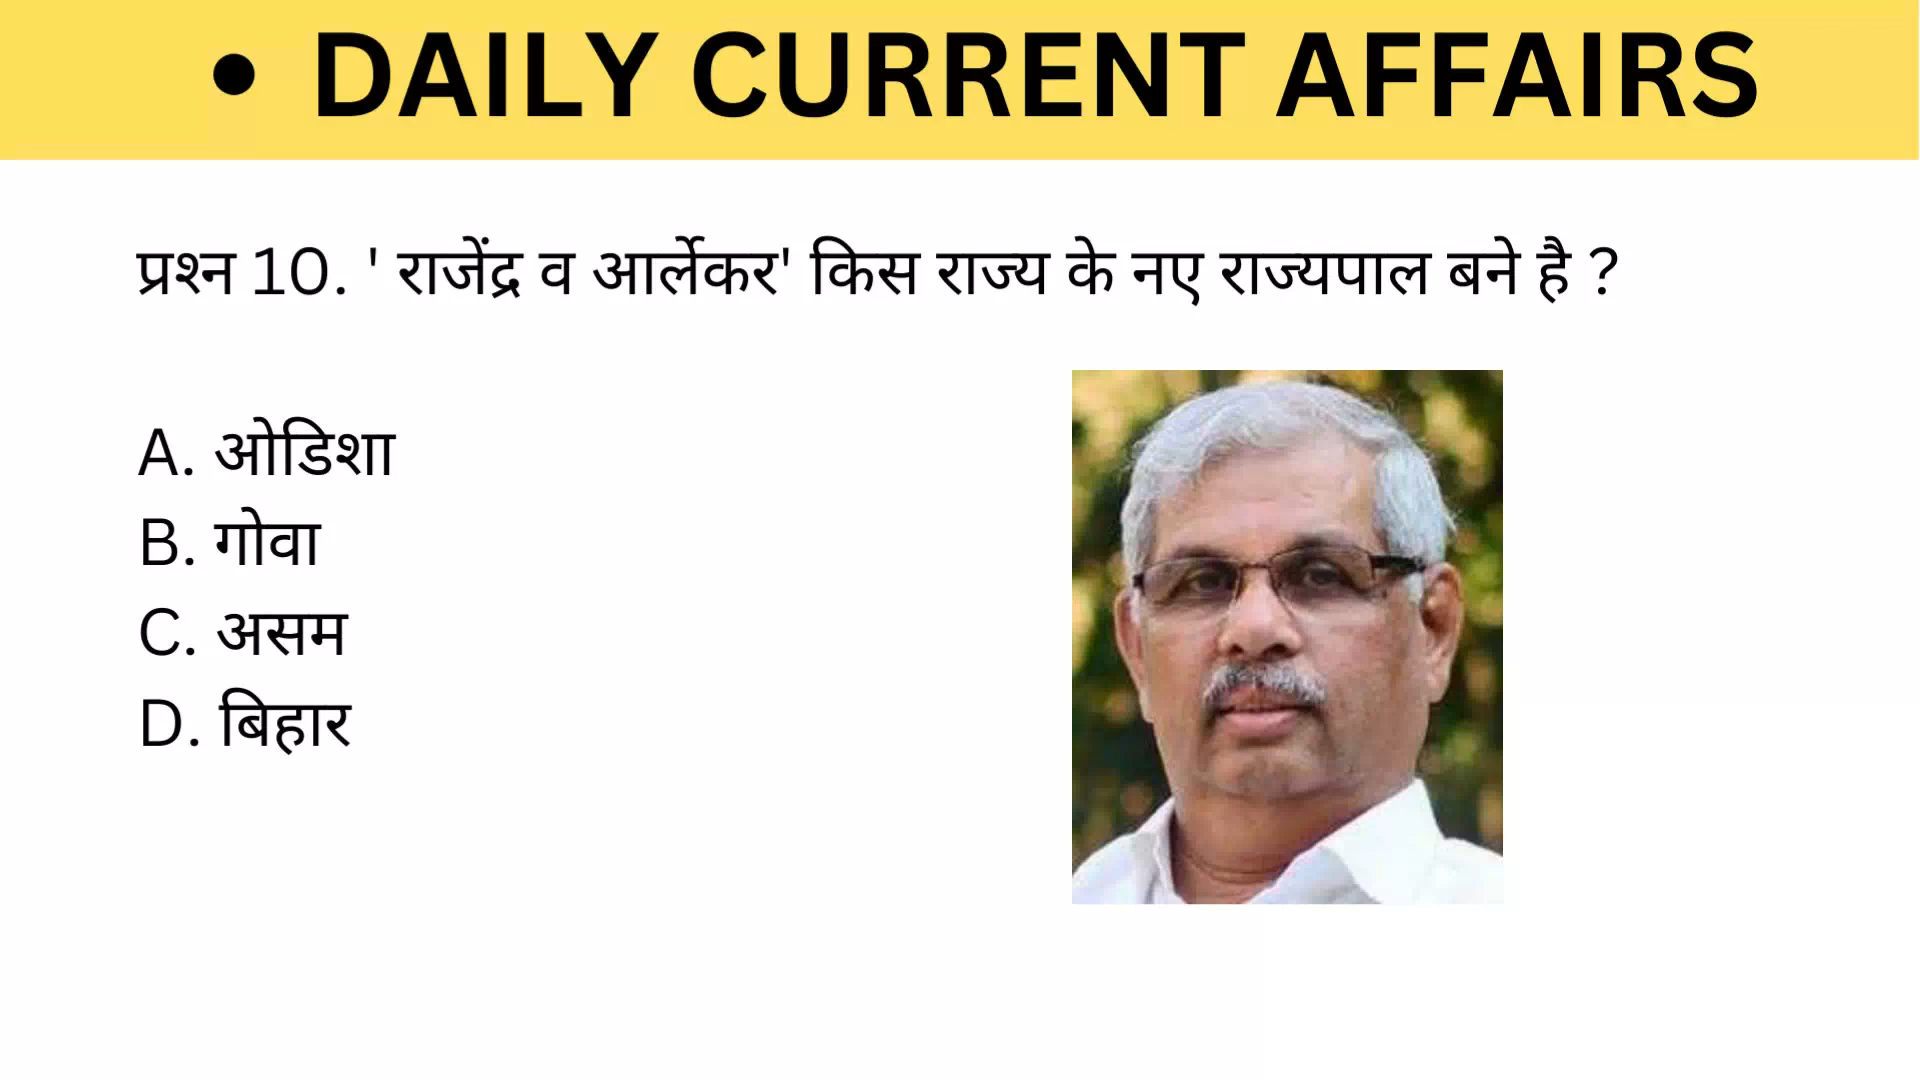 • DAILY CURRENT AFFAIRS
प्रश्न 10. ' राजेंद्र व आर्लेकर' किस राज्य के नए राज्यपाल बने है ?
A. ओडिशा
B. गोवा
C. असम
D. बिहार